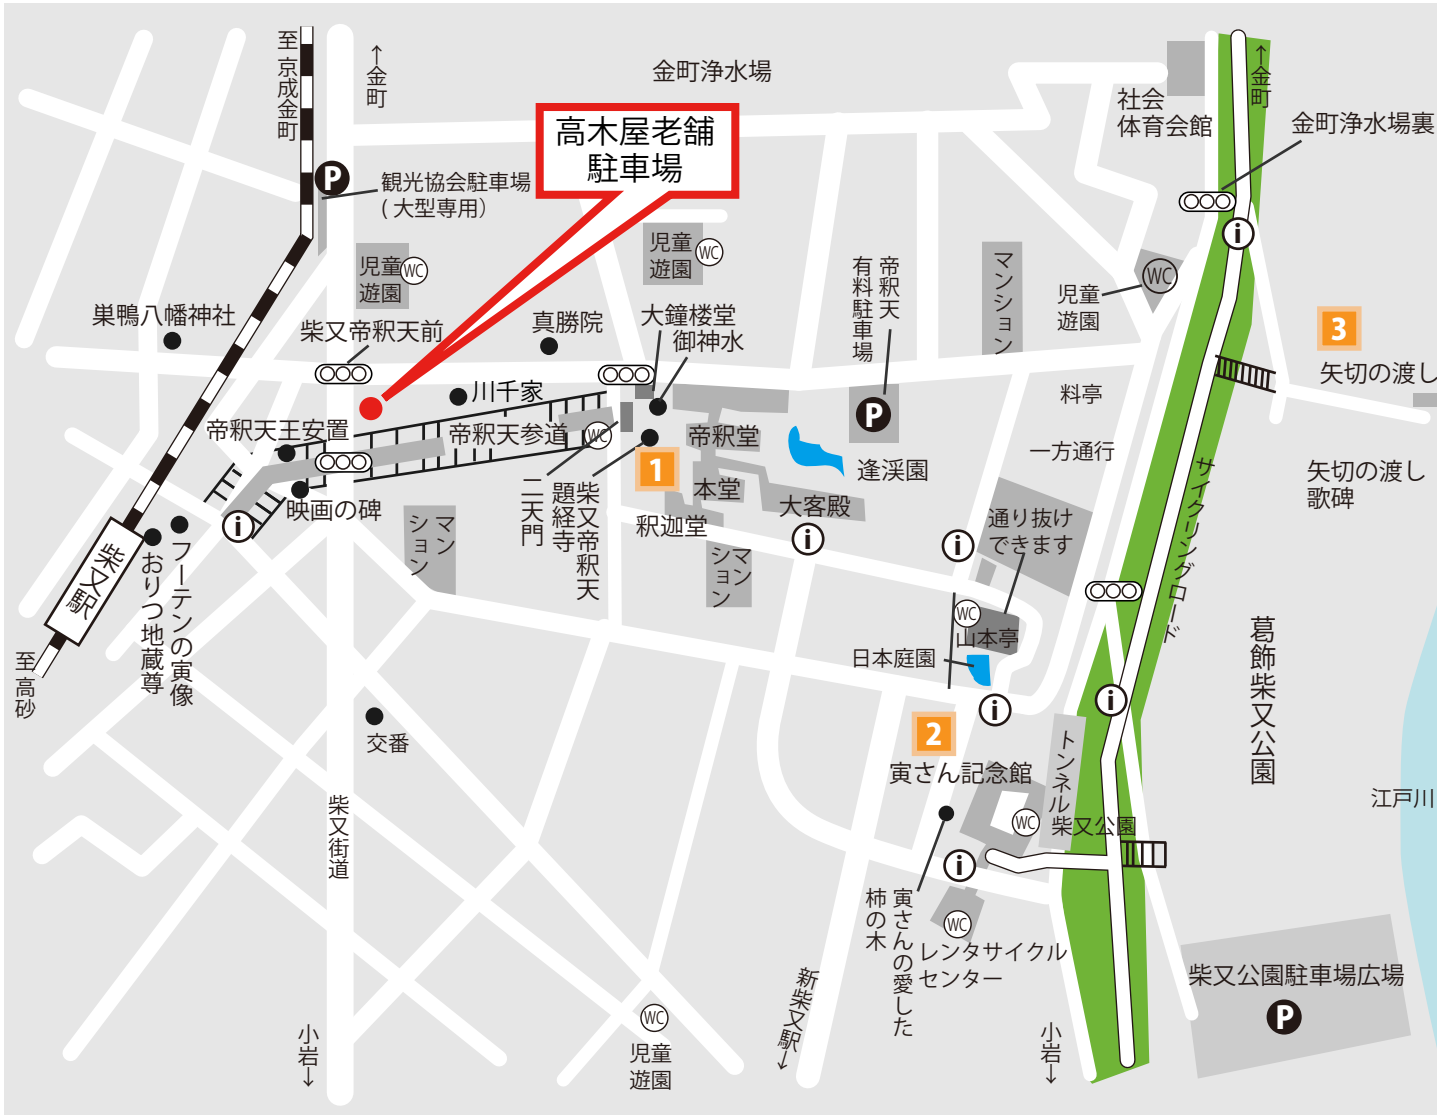 至京成金町
↑金町
金町浄水場
高木屋老舗
駐車場
P
観光協会駐車場
(大型専用)
社会
体育会館
↑金町
金町浄水場裏
児童
遊園
WC
児童
遊園
WC
帝釈天
有料駐車場
P
マンション
児童
遊園
WC
i
巣鴨八幡神社
柴又帝釈天前
真勝院
大鐘楼堂
御神水
3
矢切の渡し
川千家
料亭
帝釈天王安置
帝釈天参道
WC
帝釈堂
一方通行
逢渓園
1
本堂
大客殿
矢切の渡し
歌碑
映画の碑
i
マンション
二天門
柴又帝釈天
題経寺
釈迦堂
マンション
i
i
通り抜け
できます
サイクリングロード
柴又駅
おりつ地蔵尊
フーテンの寅像
至高砂
WC
山本亭
日本庭園
i
i
葛飾柴又公園
交番
2
寅さん記念館
トンネル
江戸川
柴又街道
WC
柴又公園
i
寅さんの愛した
柿の木
WC
レンタサイクル
センター
柴又公園駐車場広場
P
新柴又駅↓
小岩↓
WC
児童
遊園
小岩↓